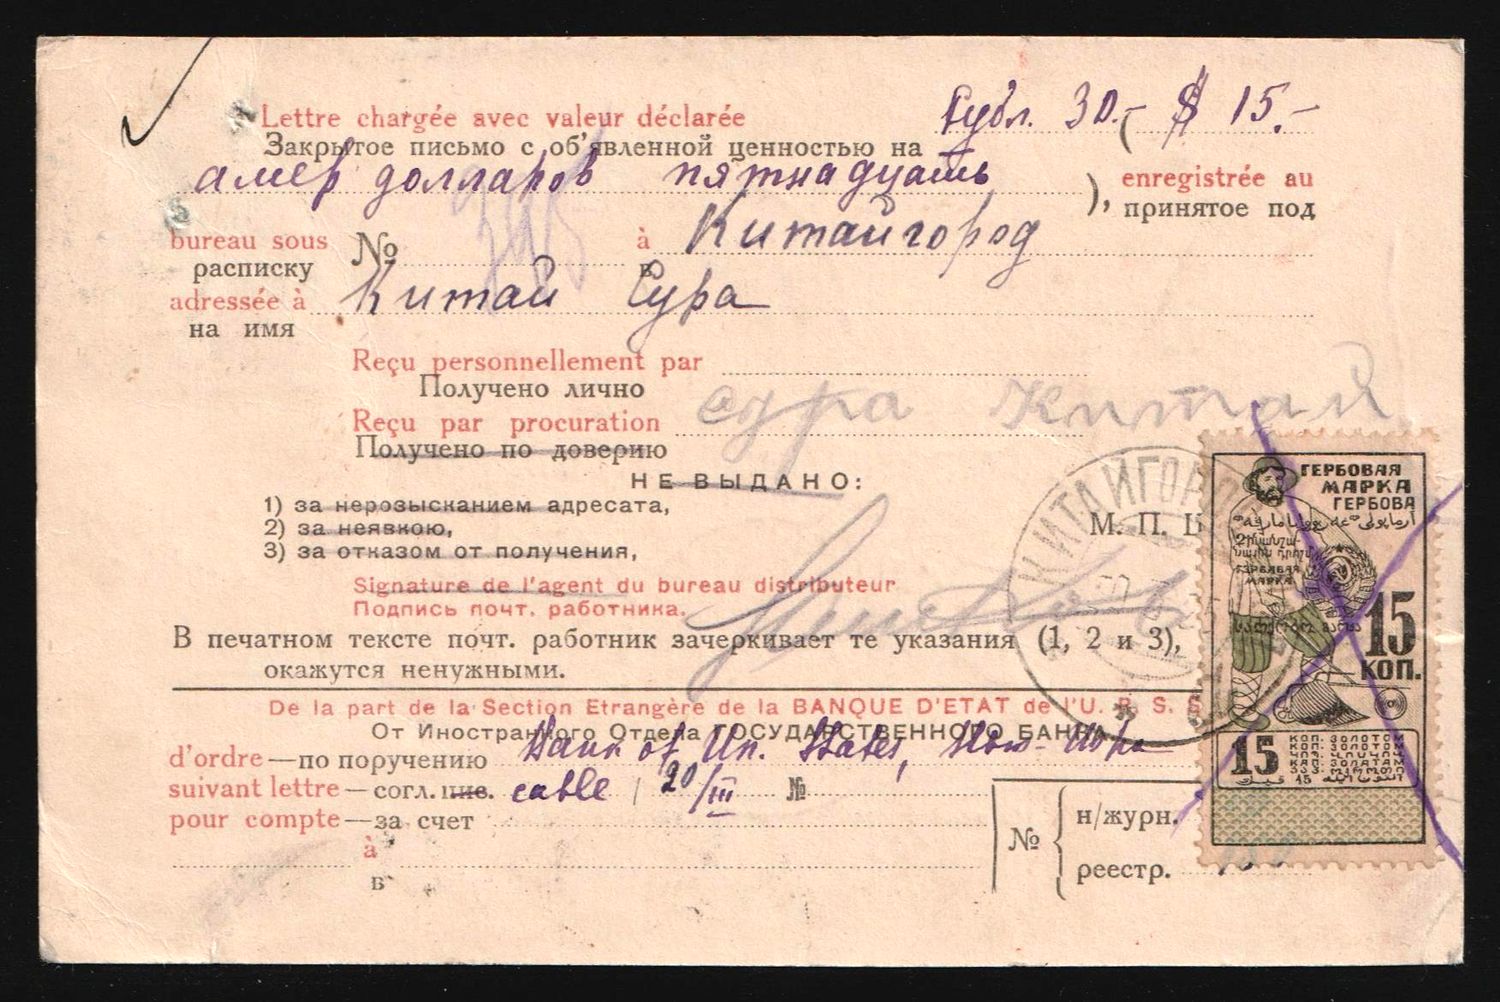 Lettre chargée avec valeur déclarée
Закрытое письмо с об'явленной ценностью на рубл. 30.- ( $ 15.-
амер долларов пятнадцать ), enregistrée au
принятое под
bureau sous № à Китайгород
расписку в
adressée à Китай Сура
на имя
Reçu personnellement par
Получено лично
сура Китай
Reçu par procuration
Получено по доверию
НЕ ВЫДАНО:
1) за нерозысканием адресата,
2) за неявкою,
3) за отказом от получения,
М. П.
КИТАЙГОРОД
Signature de l'agent du bureau distributeur
Подпись почт. работника.
В печатном тексте почт. работник зачеркивает те указания (1, 2 и 3),
окажутся ненужными.
De la part de la Section Etrangère de la BANQUE D'ETAT de l'U. R. S. S.
От Иностранного Отдела ГОСУДАРСТВЕННОГО БАНКА
d'ordre—по поручению Bank of Un. States, Нью-Иорк
suivant lettre—согл. пис. cable 20/III №
pour compte—за счет
à
в
№ { н/журн.
реестр.
ГЕРБОВАЯ
МАРКА
ГЕРБОВА
ГЕРБАВАЯ
МАРКА
15
КОП.
15
КОП. ЗОЛОТОМ